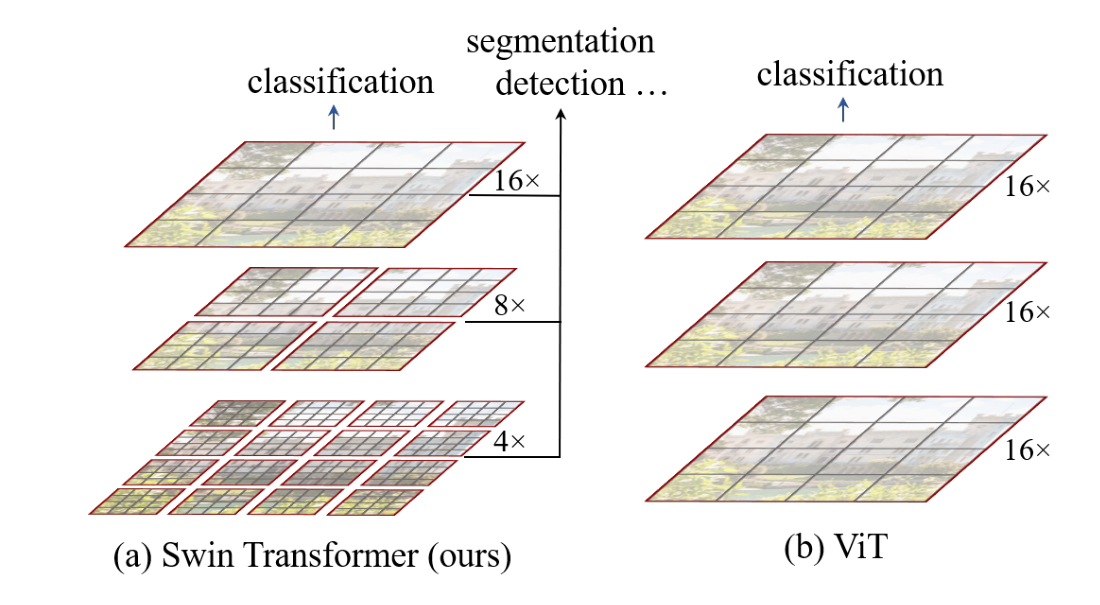 segmentation
detection …
classification
16×
8×
4×
(a) Swin Transformer (ours)
classification
16×
16×
16×
(b) ViT